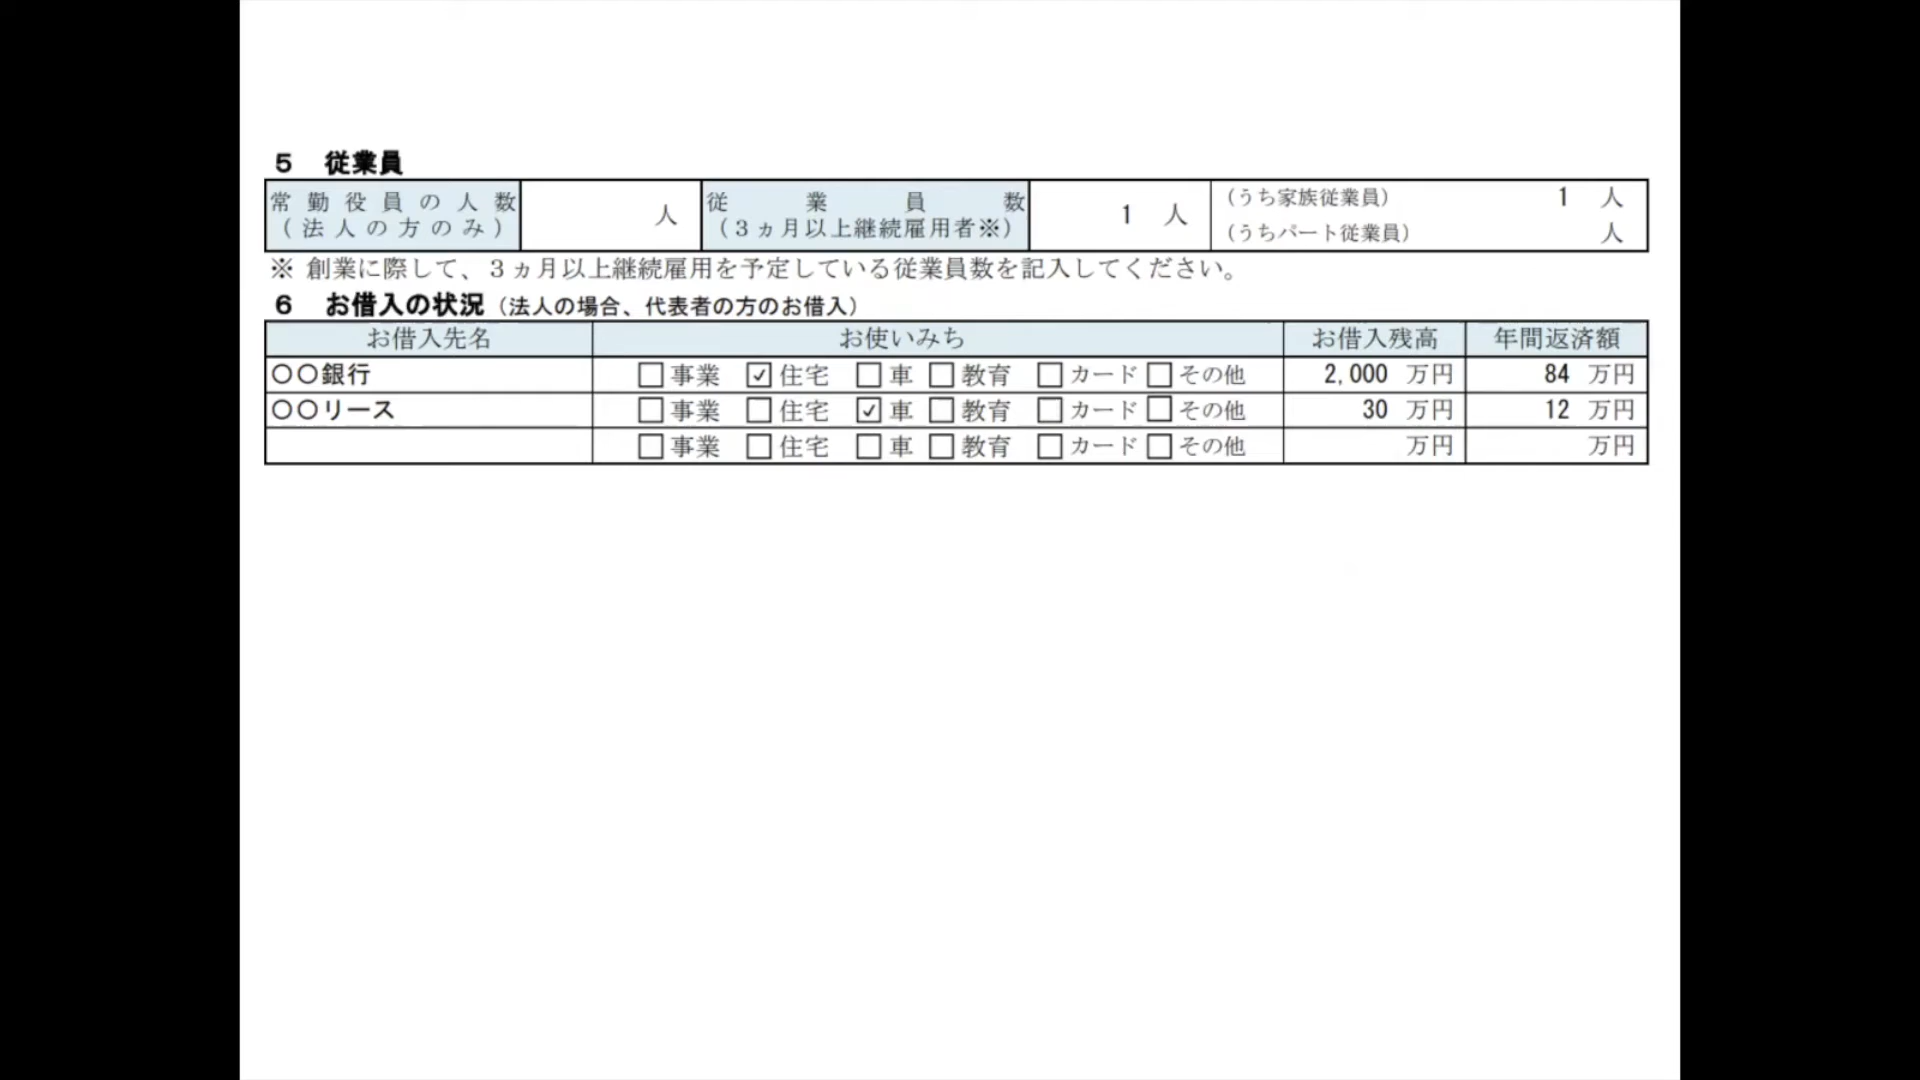 ５　従業員
常勤役員の人数
（法人の方のみ）
人
従業員数
（３ヵ月以上継続雇用者※）
1 人
（うち家族従業員） 1 人
（うちパート従業員） 人
※ 創業に際して、３ヵ月以上継続雇用を予定している従業員数を記入してください。
６　お借入の状況（法人の場合、代表者の方のお借入）
お借入先名 お使いみち お借入残高 年間返済額
〇〇銀行 □事業 ☑住宅 □車 □教育 □カード □その他 2,000 万円 84 万円
〇〇リース □事業 □住宅 ☑車 □教育 □カード □その他 30 万円 12 万円
□事業 □住宅 □車 □教育 □カード □その他 万円 万円